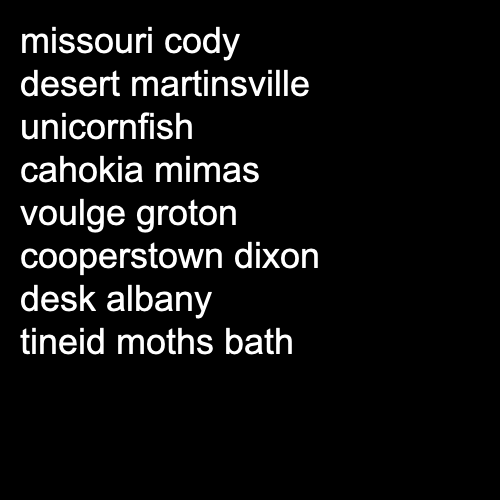 missouri cody
desert martinsville
unicornfish
cahokia mimas
voulge groton
cooperstown dixon
desk albany
tineid moths bath